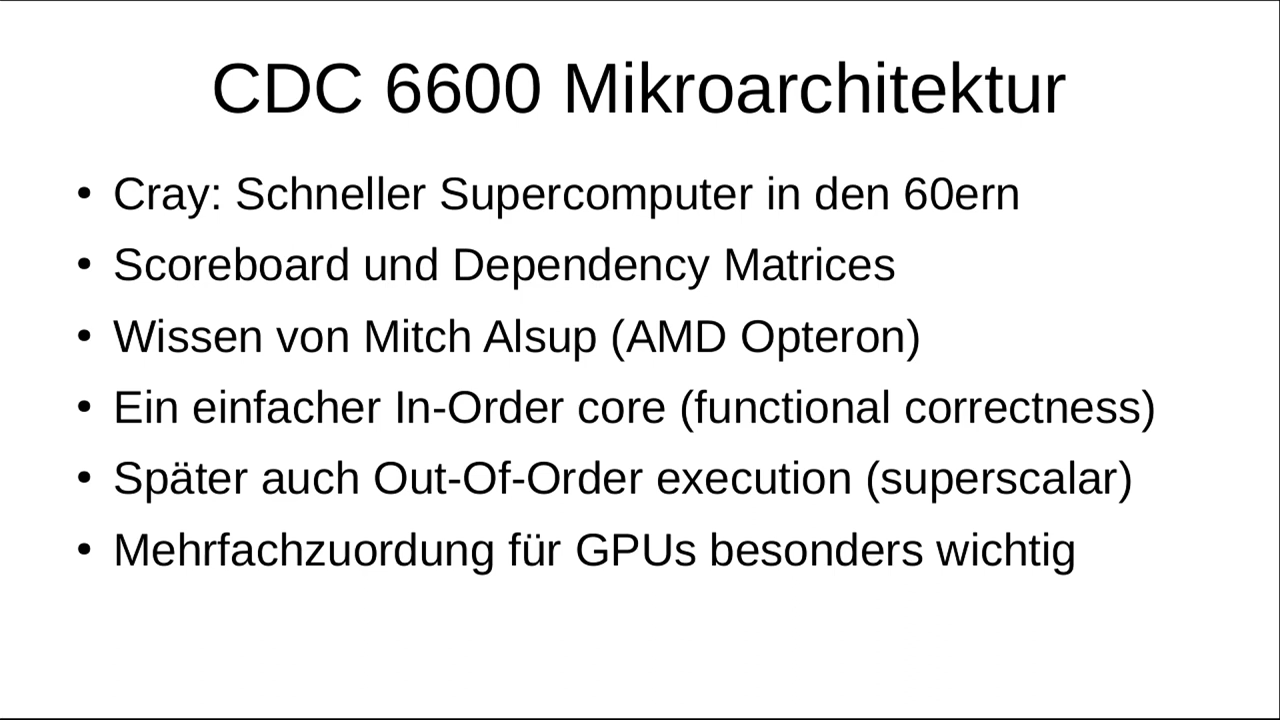 CDC 6600 Mikroarchitektur
• Cray: Schneller Supercomputer in den 60ern
• Scoreboard und Dependency Matrices
• Wissen von Mitch Alsup (AMD Opteron)
• Ein einfacher In-Order core (functional correctness)
• Später auch Out-Of-Order execution (superscalar)
• Mehrfachzuordung für GPUs besonders wichtig